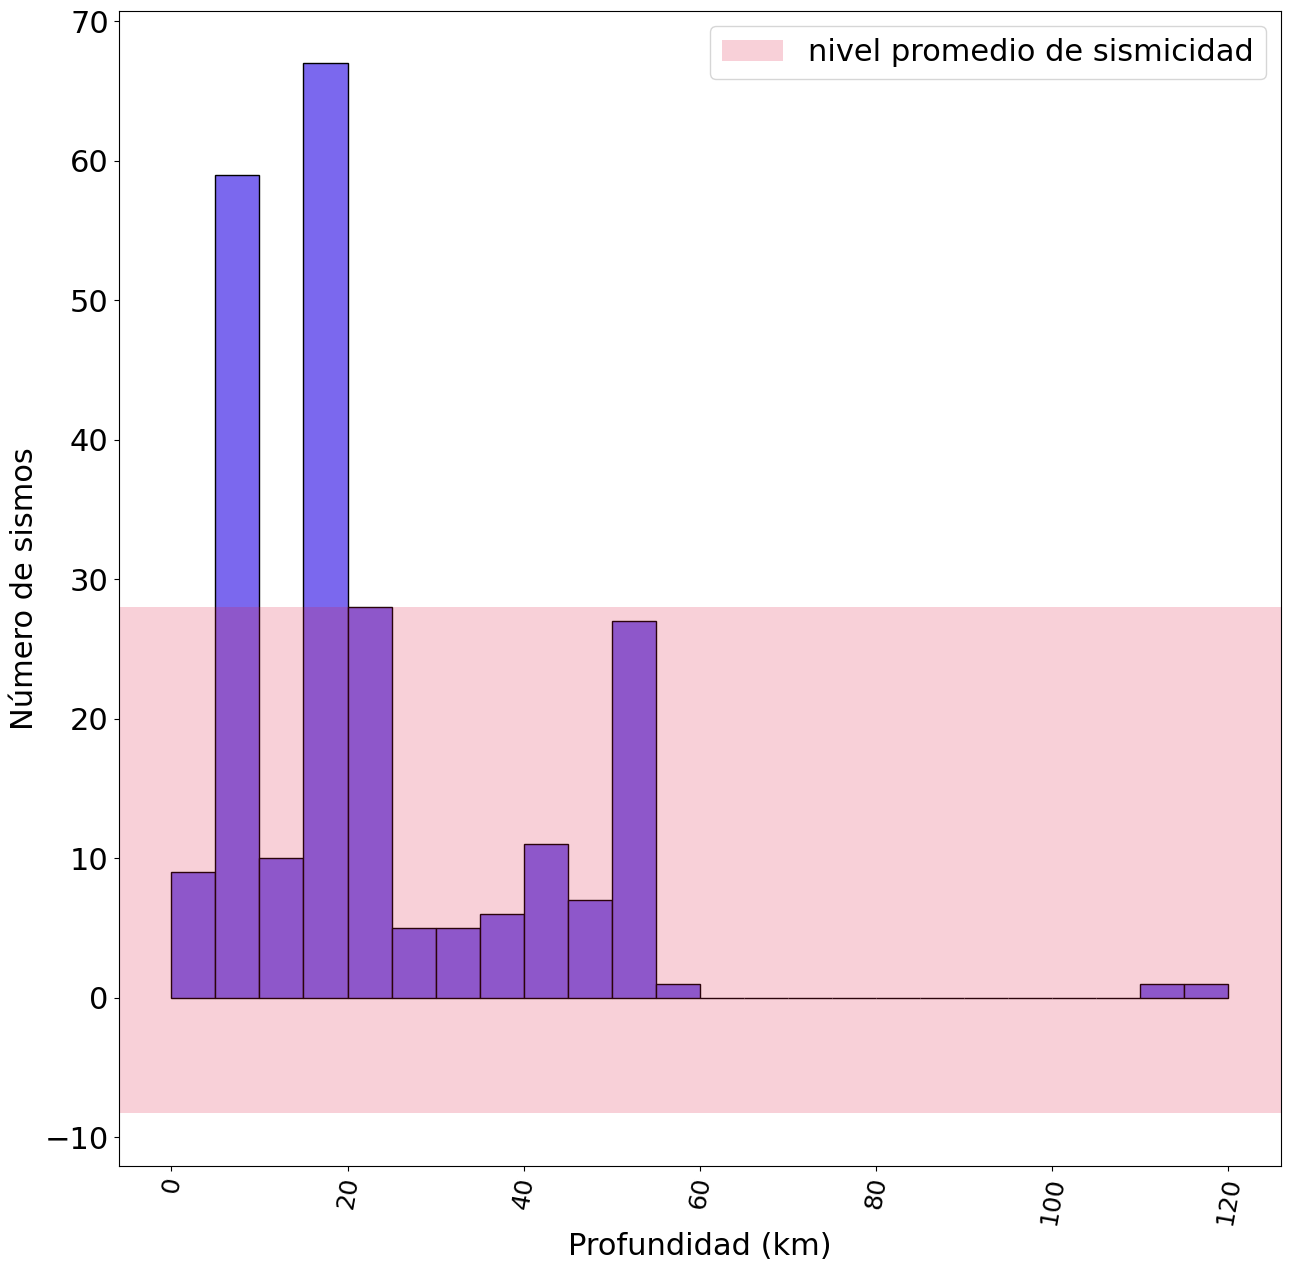 nivel promedio de sismicidad
70
60
50
40
30
20
10
0
−10
Número de sismos
0 20 40 60 80 100 120
Profundidad (km)